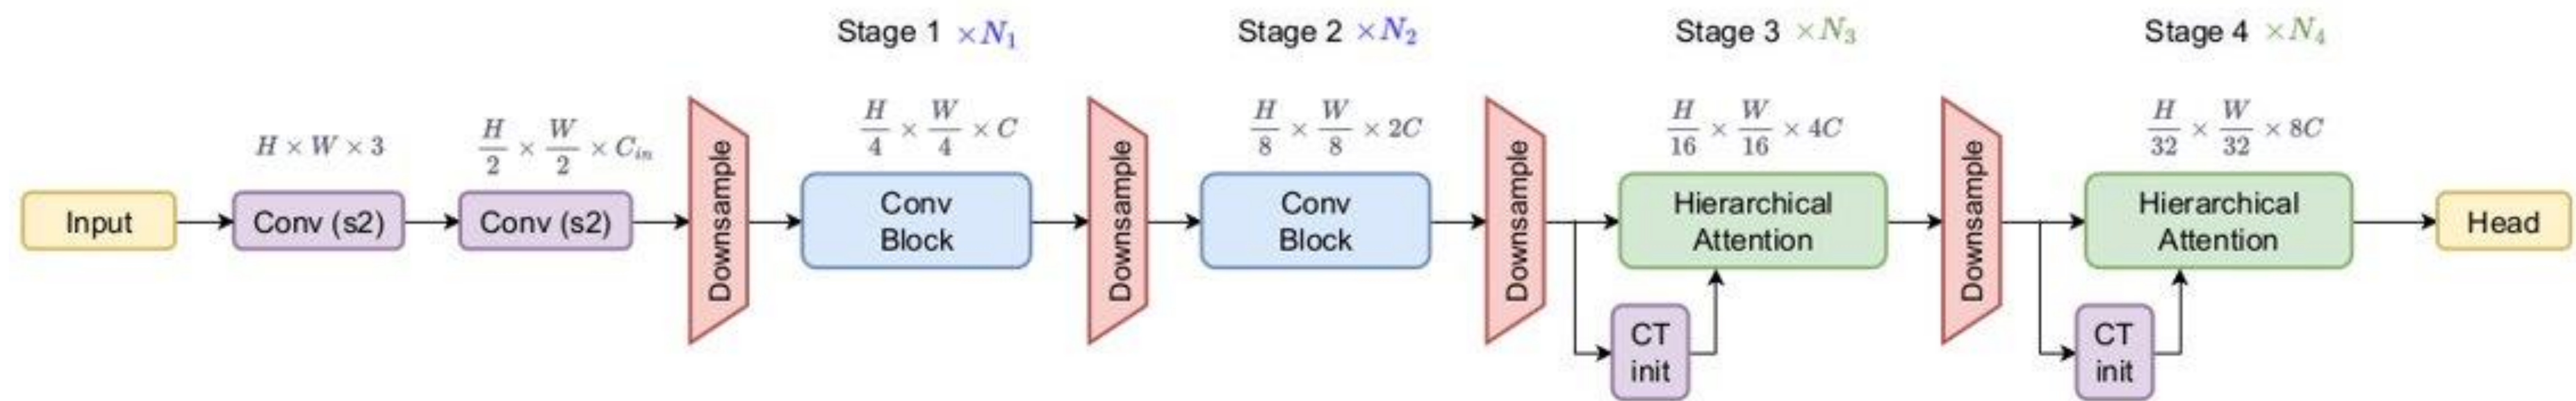 Stage 1 ×N₁
Stage 2 ×N₂
Stage 3 ×N₃
Stage 4 ×N₄
H × W × 3
H/2 × W/2 × C_in
H/4 × W/4 × C
H/8 × W/8 × 2C
H/16 × W/16 × 4C
H/32 × W/32 × 8C
Input
Conv (s2)
Conv (s2)
Downsample
Conv
Block
Downsample
Conv
Block
Downsample
Hierarchical
Attention
Downsample
Hierarchical
Attention
Head
CT
init
CT
init